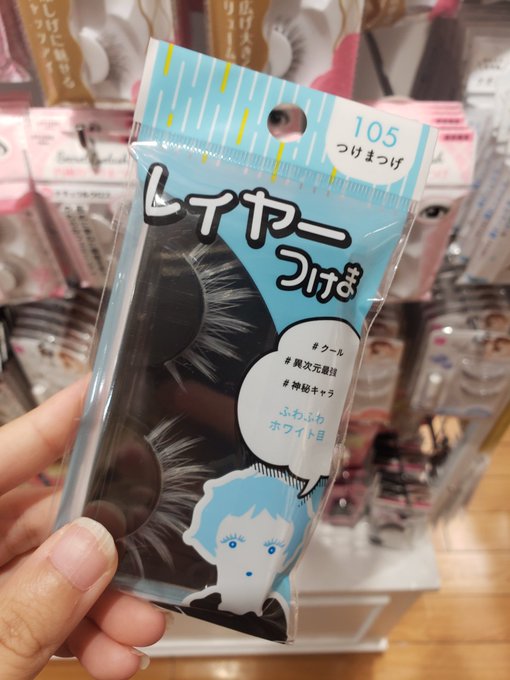 105
つけまつげ
レイヤー
つけま
#クール
#異次元最強
#神秘キャラ
ふわふわ
ホワイト目